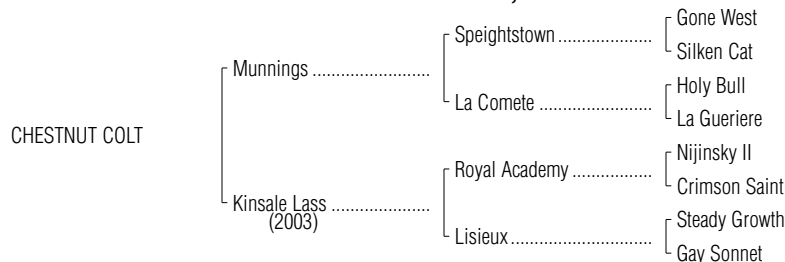 Gone West
Speightstown
Silken Cat
Munnings
Holy Bull
La Comete
La Gueriere
CHESTNUT COLT
Nijinsky II
Royal Academy
Crimson Saint
Kinsale Lass
(2003)
Steady Growth
Lisieux
Gay Sonnet